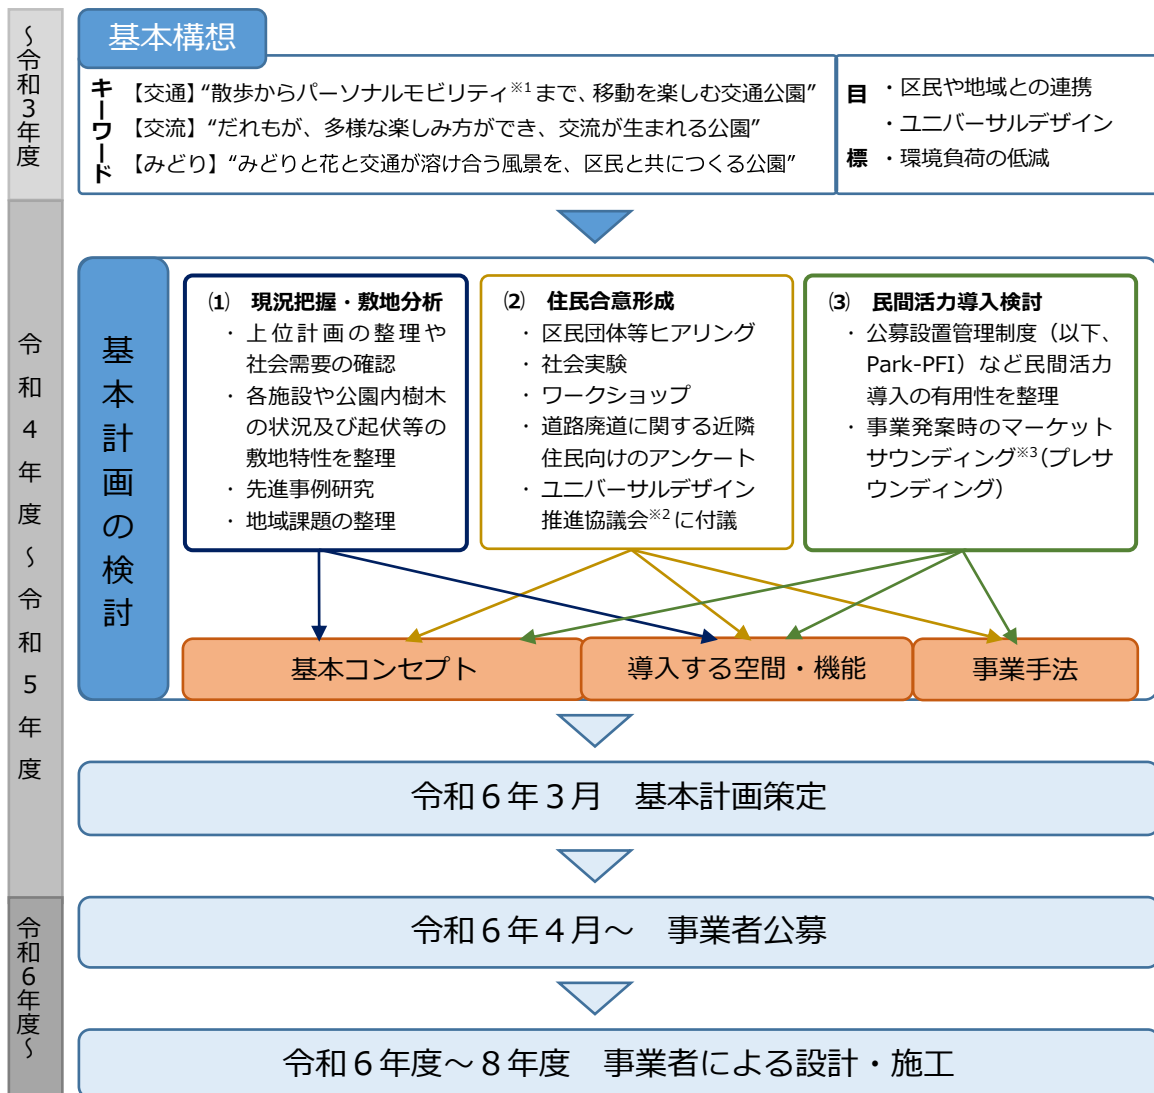 ～令和３年度
基本構想
キーワード
【交通】“散歩からパーソナルモビリティ※1まで、移動を楽しむ交通公園”
【交流】“だれもが、多様な楽しみ方ができ、交流が生まれる公園”
【みどり】“みどりと花と交通が溶け合う風景を、区民と共につくる公園”
目標
・区民や地域との連携
・ユニバーサルデザイン
・環境負荷の低減
令和４年度～令和５年度
基本計画の検討
⑴　現況把握・敷地分析
・上位計画の整理や
社会需要の確認
・各施設や公園内樹木
の状況及び起伏等の
敷地特性を整理
・先進事例研究
・地域課題の整理
⑵　住民合意形成
・区民団体等ヒアリング
・社会実験
・ワークショップ
・道路廃道に関する近隣
住民向けのアンケート
・ユニバーサルデザイン
推進協議会※2に付議
⑶　民間活力導入検討
・公募設置管理制度（以下、
Park-PFI）など民間活力
導入の有用性を整理
・事業発案時のマーケット
サウンディング※3（プレサ
ウンディング）
基本コンセプト
導入する空間・機能
事業手法
令和６年３月　基本計画策定
令和６年度～
令和６年４月～　事業者公募
令和６年度～８年度　事業者による設計・施工